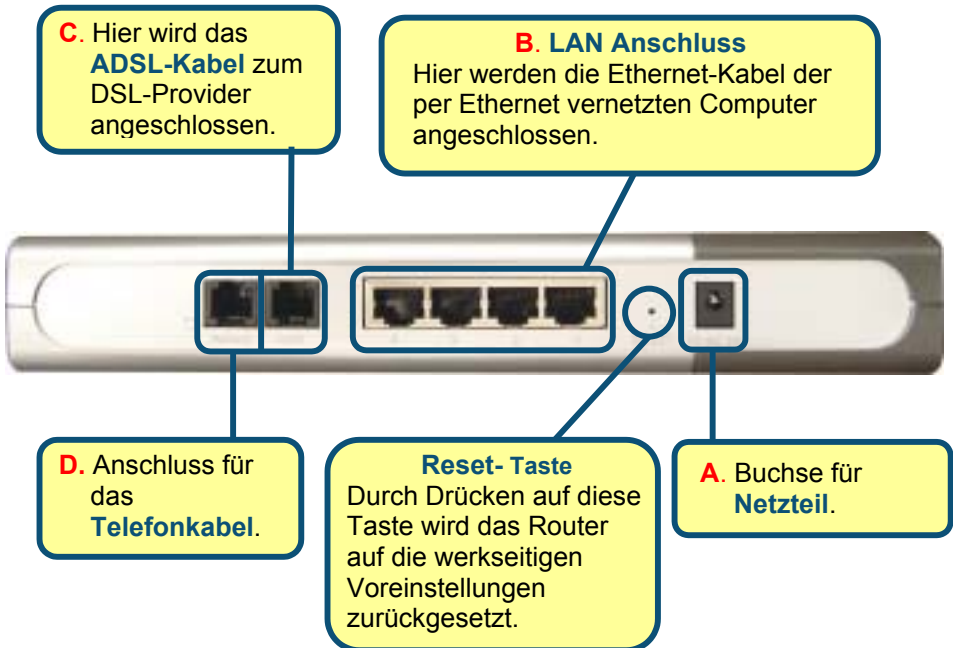 C. Hier wird das
ADSL-Kabel zum
DSL-Provider
angeschlossen.
B. LAN Anschluss
Hier werden die Ethernet-Kabel der
per Ethernet vernetzten Computer
angeschlossen.
D. Anschluss für
das
Telefonkabel.
Reset- Taste
Durch Drücken auf diese
Taste wird das Router
auf die werkseitigen
Voreinstellungen
zurückgesetzt.
A. Buchse für
Netzteil.